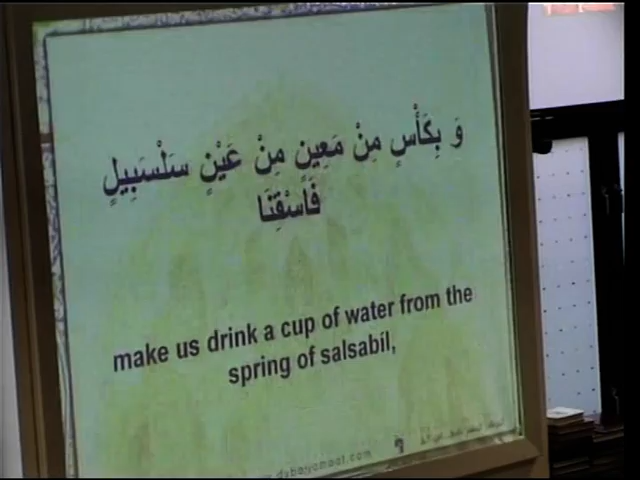 وَ بِكَأْسٍ مِنْ مَعِينٍ مِنْ عَيْنٍ سَلْسَبِيلٍ
فَاسْقِنَا
make us drink a cup of water from the
spring of salsabil,